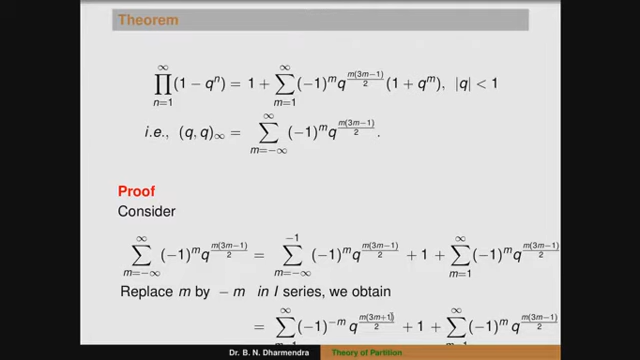 Theorem
∏_{n=1}^{∞} (1 − qⁿ) = 1 + ∑_{m=1}^{∞} (−1)^m q^{m(3m−1)/2} (1 + q^m), |q| < 1
i.e., (q, q)_∞ = ∑_{m=−∞}^{∞} (−1)^m q^{m(3m−1)/2}.
Proof
Consider
∑_{m=−∞}^{∞} (−1)^m q^{m(3m−1)/2} = ∑_{m=−∞}^{−1} (−1)^m q^{m(3m−1)/2} + 1 + ∑_{m=1}^{∞} (−1)^m q^{m(3m−1)/2}
Replace m by − m in I series, we obtain
= ∑_{m=1}^{∞} (−1)^{−m} q^{m(3m+1)/2} + 1 + ∑_{m=1}^{∞} (−1)^m q^{m(3m−1)/2}
Dr. B. N. Dharmendra Theory of Partition